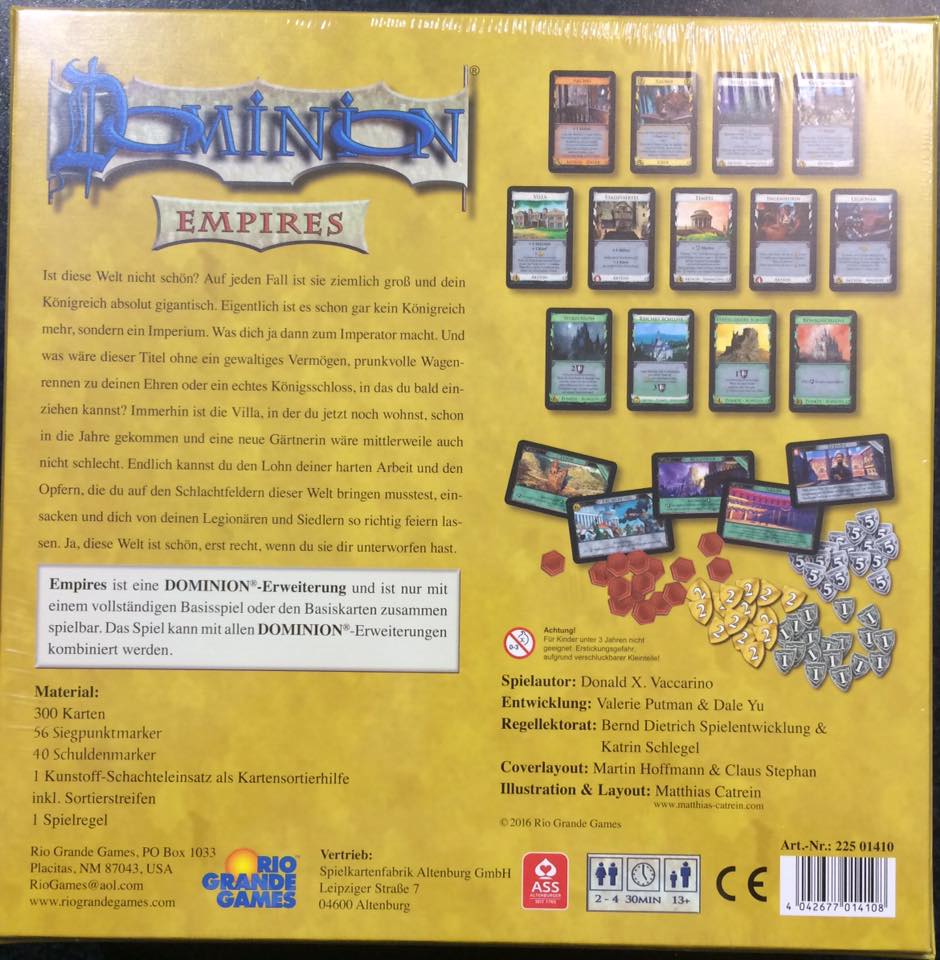 DOMINION®
EMPIRES
Ist diese Welt nicht schön? Auf jeden Fall ist sie ziemlich groß und dein
Königreich absolut gigantisch. Eigentlich ist es schon gar kein Königreich
mehr, sondern ein Imperium. Was dich ja dann zum Imperator macht. Und
was wäre dieser Titel ohne ein gewaltiges Vermögen, prunkvolle Wagen-
rennen zu deinen Ehren oder ein echtes Königsschloss, in das du bald ein-
ziehen kannst? Immerhin ist die Villa, in der du jetzt noch wohnst, schon
in die Jahre gekommen und eine neue Gärtnerin wäre mittlerweile auch
nicht schlecht. Endlich kannst du den Lohn deiner harten Arbeit und den
Opfern, die du auf den Schlachtfeldern dieser Welt bringen musstest, ein-
sacken und dich von deinen Legionären und Siedlern so richtig feiern las-
sen. Ja, diese Welt ist schön, erst recht, wenn du sie dir unterworfen hast.
Empires ist eine DOMINION®-Erweiterung und ist nur mit
einem vollständigen Basisspiel oder den Basiskarten zusammen
spielbar. Das Spiel kann mit allen DOMINION®-Erweiterungen
kombiniert werden.
Material:
300 Karten
56 Siegpunktmarker
40 Schuldenmarker
1 Kunstoff-Schachteleinsatz als Kartensortierhilfe
inkl. Sortierstreifen
1 Spielregel
Villa
Stadtviertel
Tempel
Ingenieurin
Legionär
0-3
Achtung!
Für Kinder unter 3 Jahren nicht
geeignet. Erstickungsgefahr,
aufgrund verschluckbarer Kleinteile!
Spielautor: Donald X. Vaccarino
Entwicklung: Valerie Putman & Dale Yu
Regellektorat: Bernd Dietrich Spielentwicklung &
Katrin Schlegel
Coverlayout: Martin Hoffmann & Claus Stephan
Illustration & Layout: Matthias Catrein
www.matthias-catrein.com
© 2016 Rio Grande Games
Rio Grande Games, PO Box 1033
Placitas, NM 87043, USA
RioGames@aol.com
www.riograndegames.com
RIO
GRANDE
GAMES
Vertrieb:
Spielkartenfabrik Altenburg GmbH
Leipziger Straße 7
04600 Altenburg
ASS
ALTENBURGER
SEIT 1765
2 - 4 30MIN 13+
CE
Art.-Nr.: 225 01410
4 042677 014108